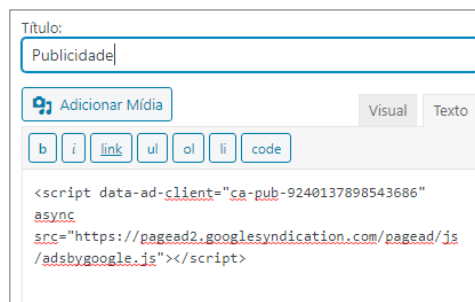 Título:
Publicidade
Adicionar Mídia
Visual Texto
b i link ul ol li code
<script data-ad-client="ca-pub-9240137898543686"
async
src="https://pagead2.googlesyndication.com/pagead/js
/adsbygoogle.js"></script>